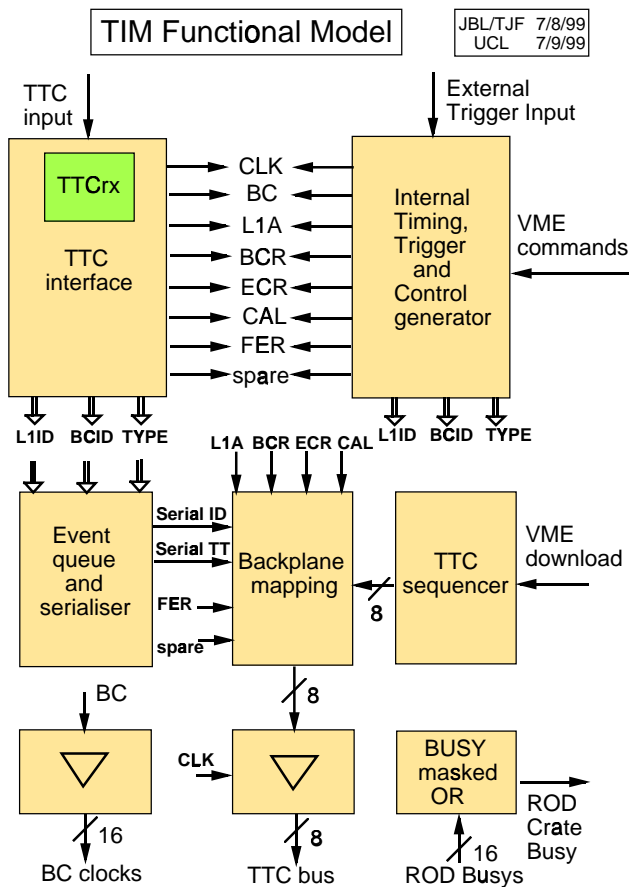 TIM Functional Model
JBL/TJF 7/8/99
UCL 7/9/99
TTC
input
External
Trigger Input
TTCrx
TTC
interface
CLK
BC
L1A
BCR
ECR
CAL
FER
spare
Internal
Timing,
Trigger
and
Control
generator
VME
commands
L1ID BCID TYPE
L1ID BCID TYPE
L1A BCR ECR CAL
Event
queue
and
serialiser
Serial ID
Serial TT
FER
spare
Backplane
mapping
8
TTC
sequencer
VME
download
BC
8
CLK
BUSY
masked
OR
ROD
Crate
Busy
16
8
16
BC clocks
TTC bus
ROD Busys